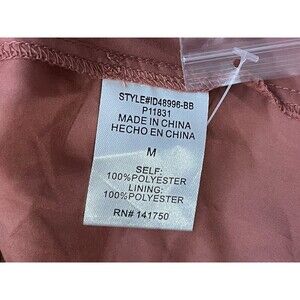 STYLE#ID48996-BB
P11831
MADE IN CHINA
HECHO EN CHINA
M
SELF:
100%POLYESTER
LINING:
100%POLYESTER
RN# 141750